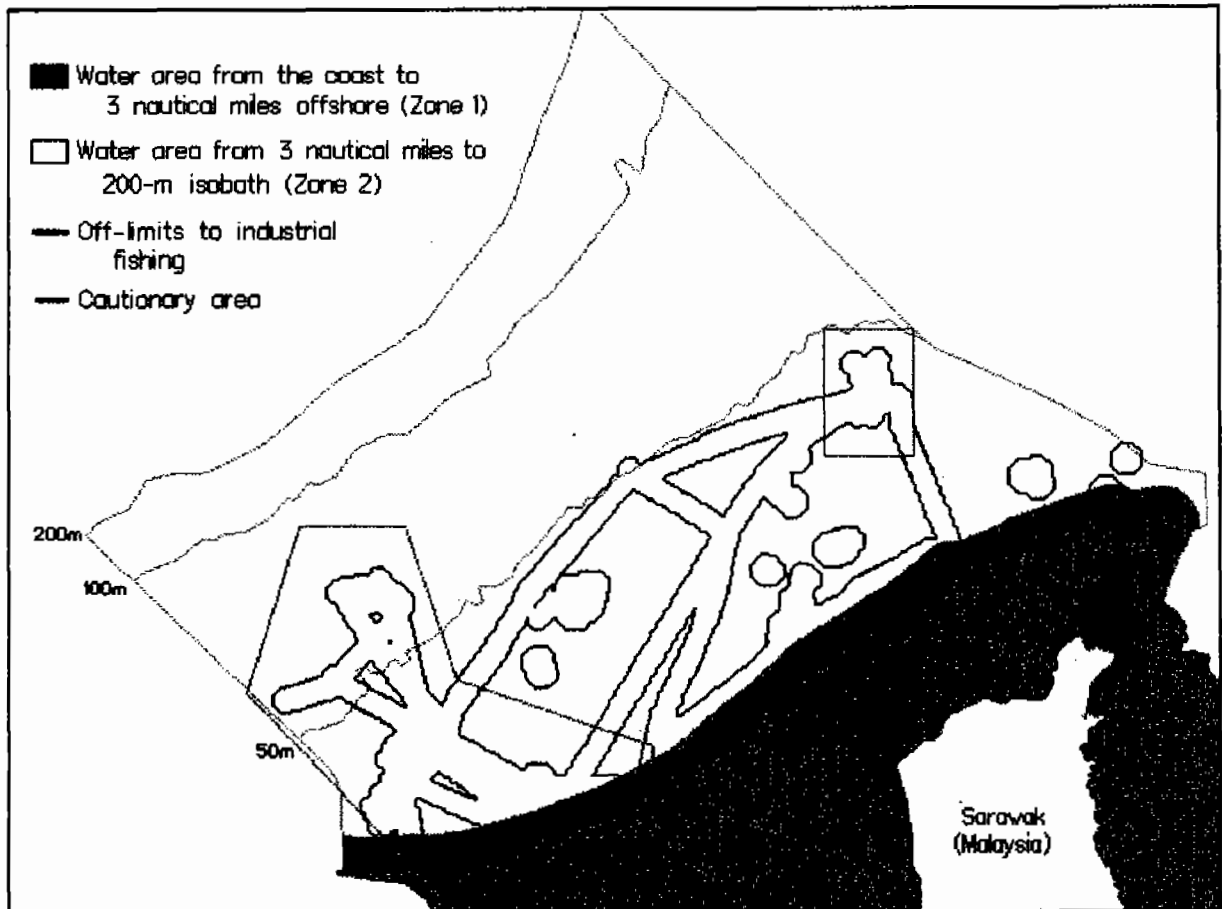 Water area from the coast to
3 nautical miles offshore (Zone 1)
Water area from 3 nautical miles to
200-m isobath (Zone 2)
Off-limits to industrial
fishing
Cautionary area
200m
100m
50m
Sarawak
(Malaysia)